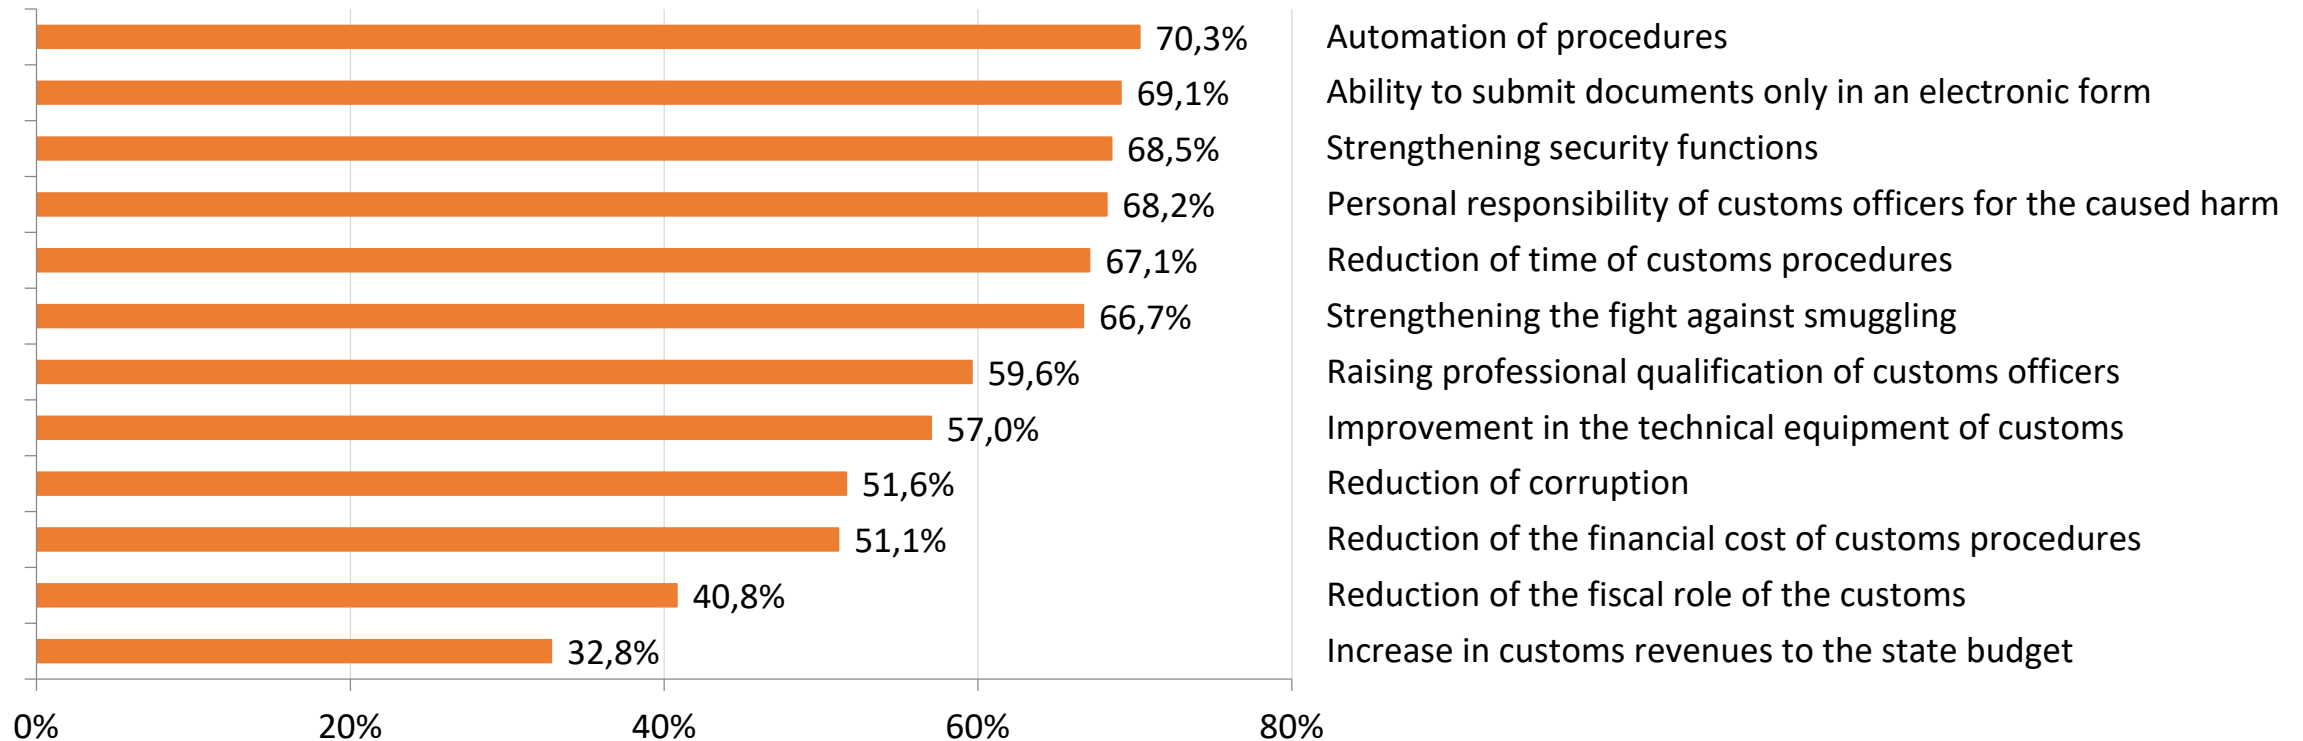 70,3% Automation of procedures
69,1% Ability to submit documents only in an electronic form
68,5% Strengthening security functions
68,2% Personal responsibility of customs officers for the caused harm
67,1% Reduction of time of customs procedures
66,7% Strengthening the fight against smuggling
59,6% Raising professional qualification of customs officers
57,0% Improvement in the technical equipment of customs
51,6% Reduction of corruption
51,1% Reduction of the financial cost of customs procedures
40,8% Reduction of the fiscal role of the customs
32,8% Increase in customs revenues to the state budget
0% 20% 40% 60% 80%